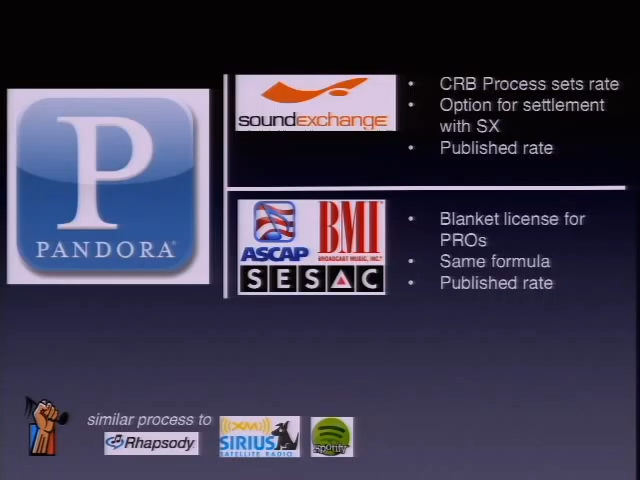 P
PANDORA
soundexchange
• CRB Process sets rate
• Option for settlement
with SX
• Published rate
ASCAP
BMI
BROADCAST MUSIC, INC.
SESAC
• Blanket license for
PROs
• Same formula
• Published rate
similar process to
Rhapsody
XM
SIRIUS
SATELLITE RADIO
spotify